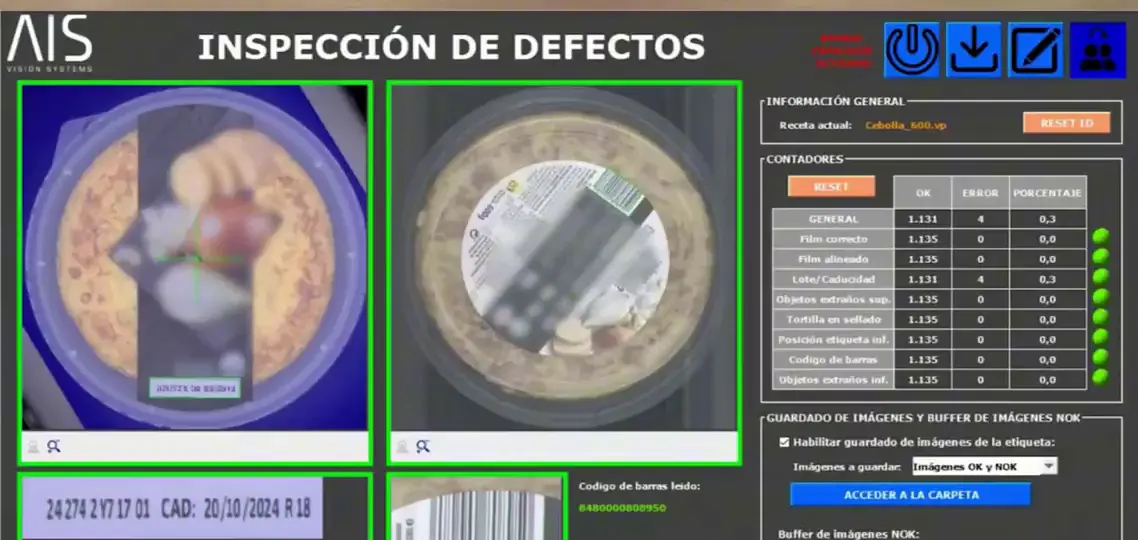 AIS
VISION SYSTEMS
INSPECCIÓN DE DEFECTOS
INFORMACIÓN GENERAL
Receta actual: Cebolla_600.vp
RESET ID
CONTADORES
RESET OK ERROR PORCENTAJE
GENERAL 1.131 4 0,3
Film correcto 1.135 0 0,0
Film alineado 1.135 0 0,0
Lote/Caducidad 1.131 4 0,3
Objetos extraños sup. 1.135 0 0,0
Tortilla en sellado 1.135 0 0,0
Posición etiqueta inf. 1.135 0 0,0
Codigo de barras 1.135 0 0,0
Objetos extraños inf. 1.135 0 0,0
GUARDADO DE IMÁGENES Y BUFFER DE IMÁGENES NOK
Habilitar guardado de imágenes de la etiqueta:
Imágenes a guardar: Imágenes OK y NOK
ACCEDER A LA CARPETA
Buffer de imágenes NOK:
24274 2Y717 01 CAD: 20/10/2024 R18
Codigo de barras leido:
8480000808950